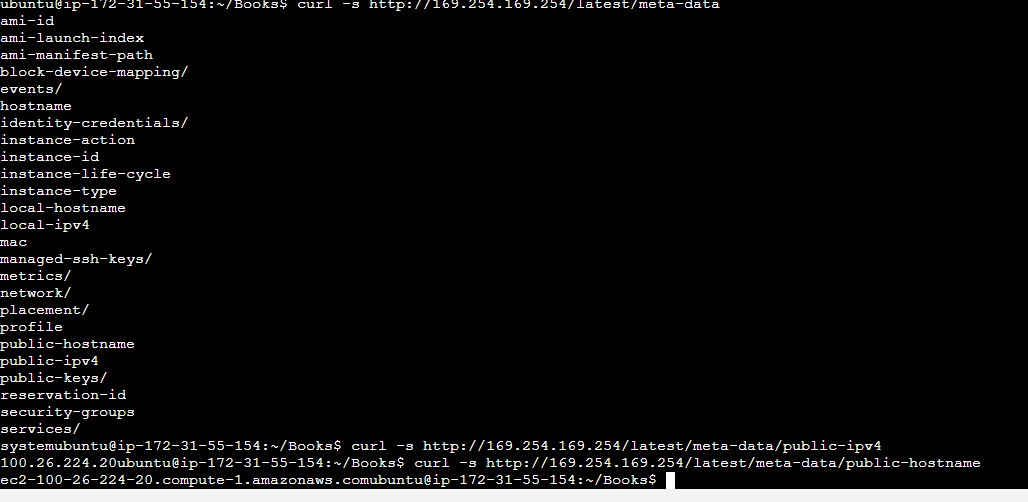 ubuntu@ip-172-31-55-154:~/Books$ curl -s http://169.254.169.254/latest/meta-data
ami-id
ami-launch-index
ami-manifest-path
block-device-mapping/
events/
hostname
identity-credentials/
instance-action
instance-id
instance-life-cycle
instance-type
local-hostname
local-ipv4
mac
managed-ssh-keys/
metrics/
network/
placement/
profile
public-hostname
public-ipv4
public-keys/
reservation-id
security-groups
services/
systemubuntu@ip-172-31-55-154:~/Books$ curl -s http://169.254.169.254/latest/meta-data/public-ipv4
100.26.224.20ubuntu@ip-172-31-55-154:~/Books$ curl -s http://169.254.169.254/latest/meta-data/public-hostname
ec2-100-26-224-20.compute-1.amazonaws.comubuntu@ip-172-31-55-154:~/Books$